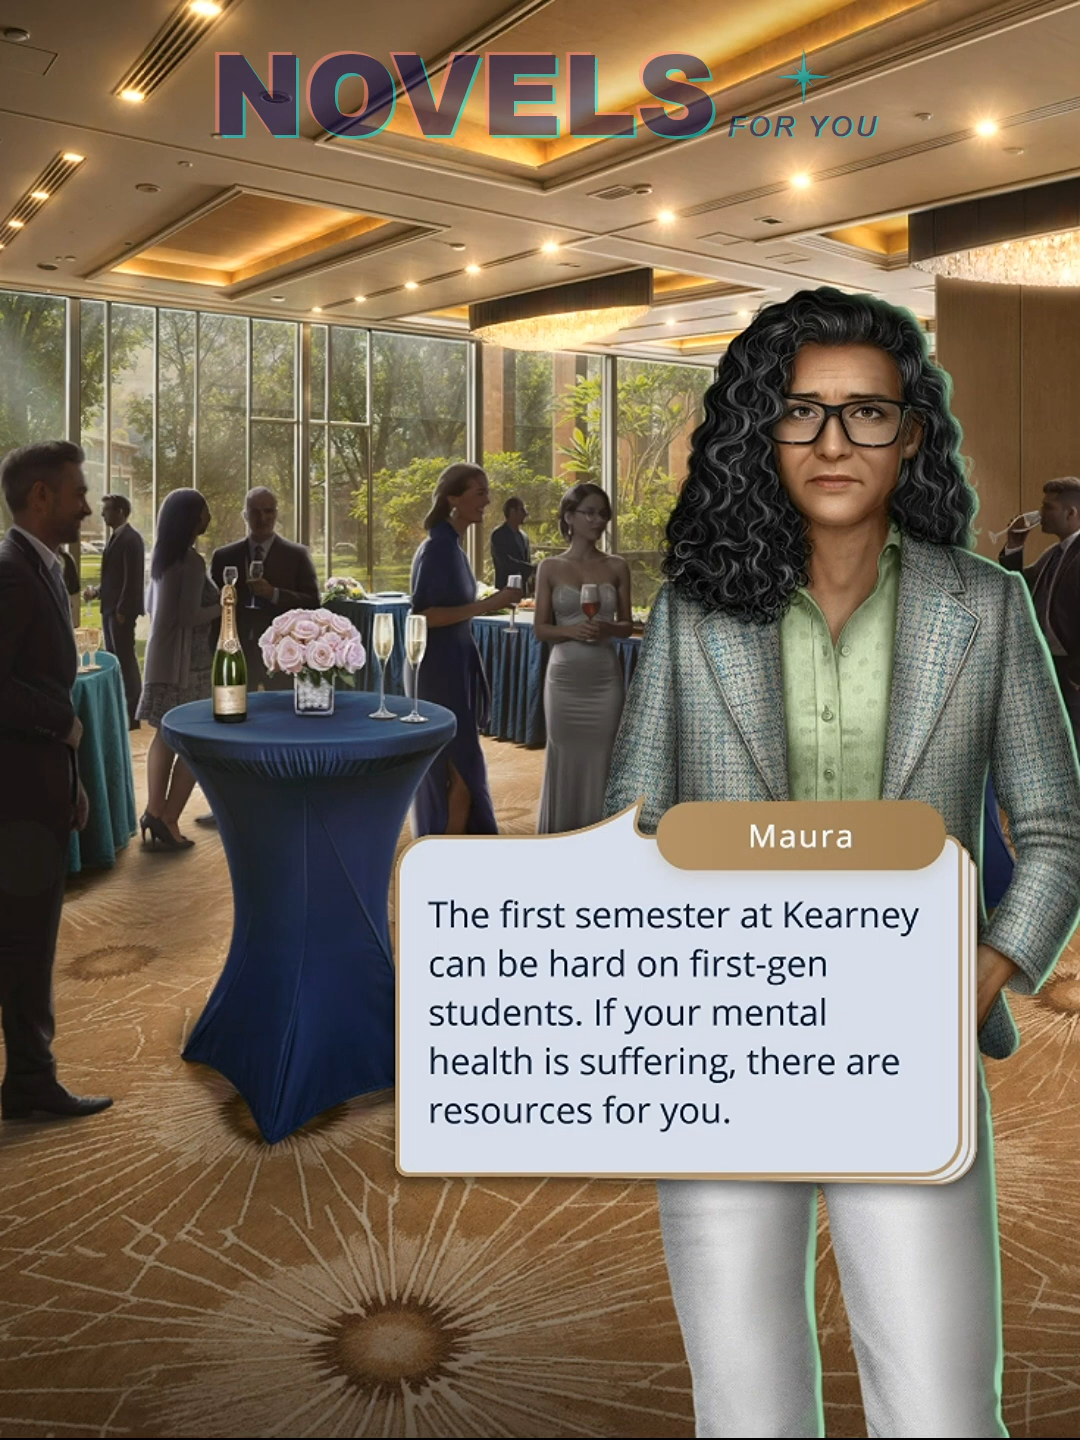 NOVELS
FOR YOU
Maura
The first semester at Kearney
can be hard on first-gen
students. If your mental
health is suffering, there are
resources for you.